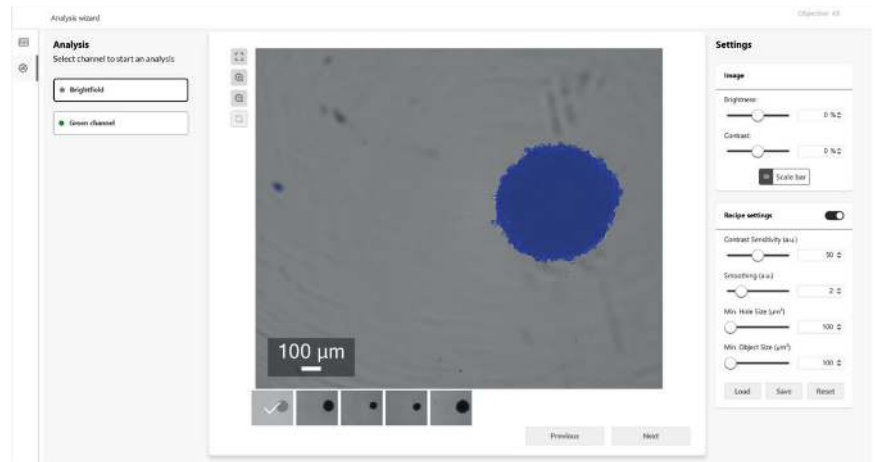 Analysis wizard
Objective: 4X
Analysis
Select channel to start an analysis
Brightfield
Green channel
100 µm
Previous
Next
Settings
Image
Brightness:
0 %
Contrast:
0 %
Scale bar
Recipe settings
Contrast Sensitivity (a.u.)
50
Smoothing (a.u.)
2
Min. Hole Size (µm²)
100
Min. Object Size (µm²)
100
Load
Save
Reset